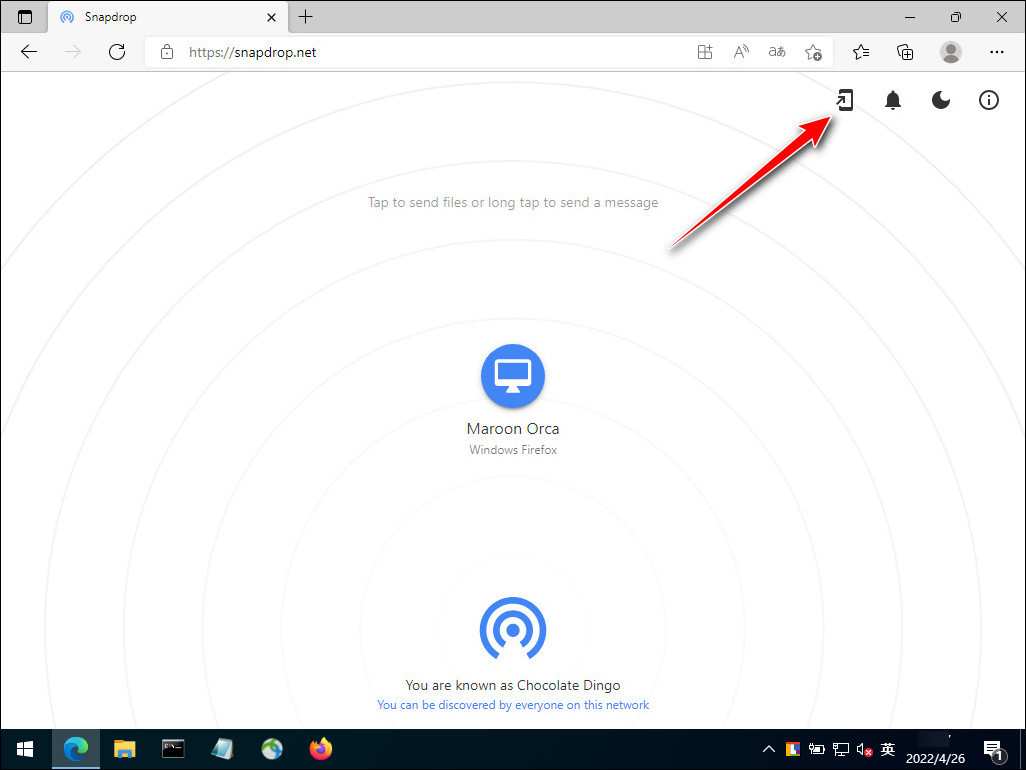 Snapdrop
https://snapdrop.net
Tap to send files or long tap to send a message
Maroon Orca
Windows Firefox
You are known as Chocolate Dingo
You can be discovered by everyone on this network
英
2022/4/26
1